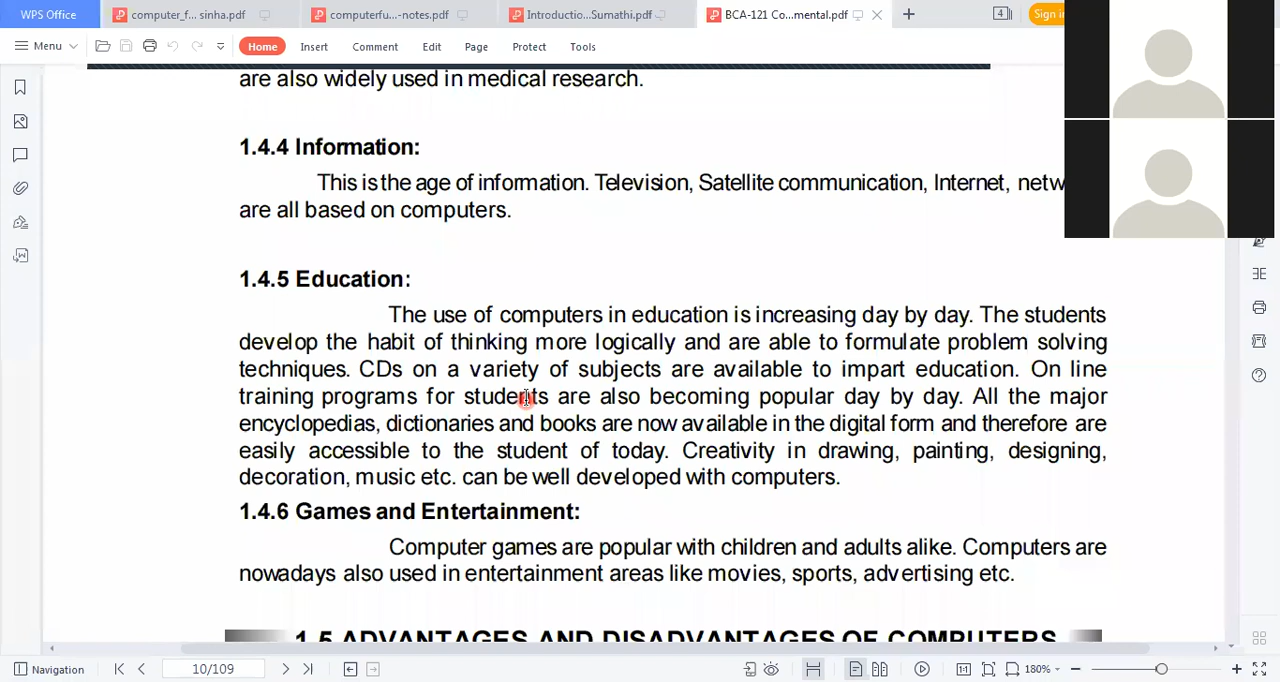 WPS Office
computer_f... sinha.pdf
computerfu...-notes.pdf
Introductio...Sumathi.pdf
BCA-121 Co...mental.pdf
4
Sign in
Menu
Home
Insert
Comment
Edit
Page
Protect
Tools
are also widely used in medical research.
1.4.4 Information:
This is the age of information. Television, Satellite communication, Internet, netw
are all based on computers.
1.4.5 Education:
The use of computers in education is increasing day by day. The students
develop the habit of thinking more logically and are able to formulate problem solving
techniques. CDs on a variety of subjects are available to impart education. On line
training programs for students are also becoming popular day by day. All the major
encyclopedias, dictionaries and books are now available in the digital form and therefore are
easily accessible to the student of today. Creativity in drawing, painting, designing,
decoration, music etc. can be well developed with computers.
1.4.6 Games and Entertainment:
Computer games are popular with children and adults alike. Computers are
nowadays also used in entertainment areas like movies, sports, advertising etc.
1.5 ADVANTAGES AND DISADVANTAGES OF COMPUTERS
Navigation
10/109
180%